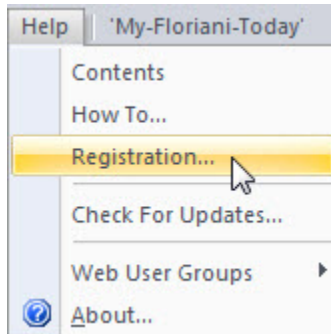 Help 'My-Floriani-Today'
Contents
How To...
Registration...
Check For Updates...
Web User Groups
About...